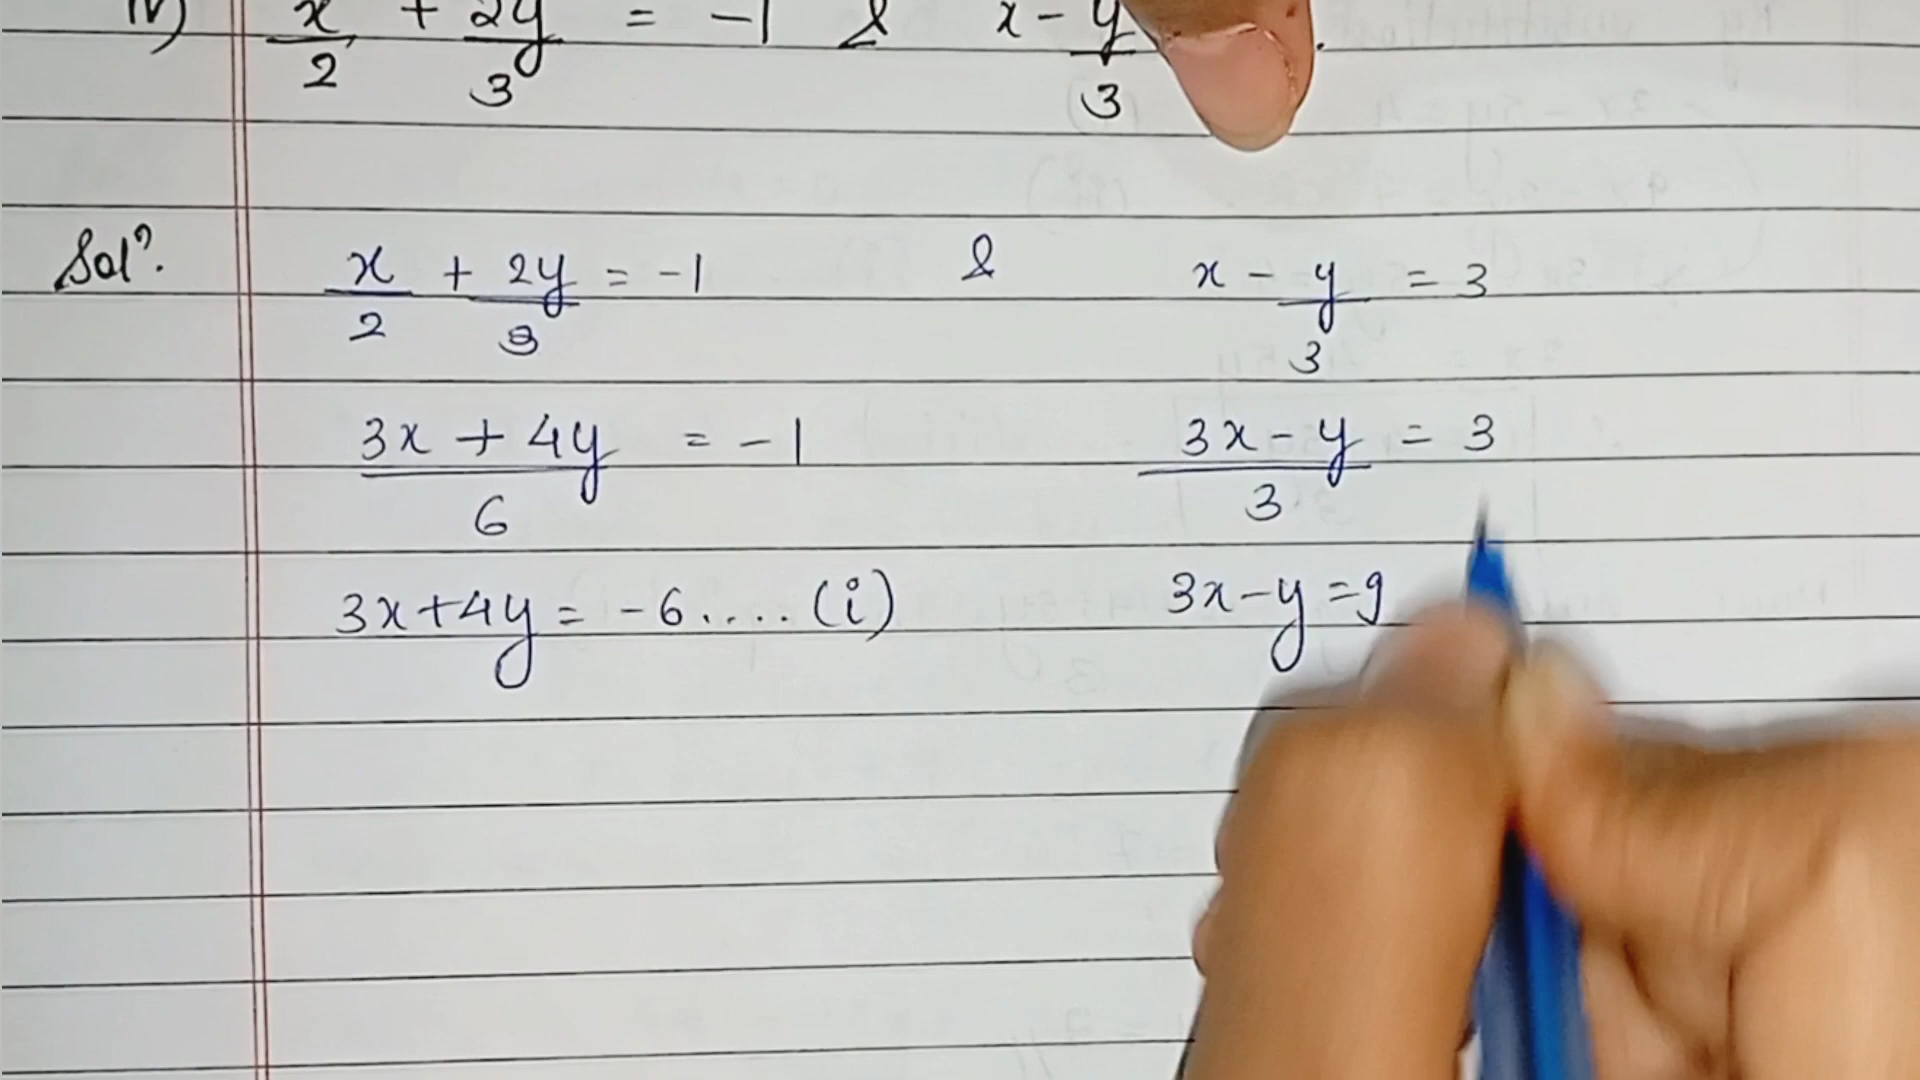 iv) x/2 + 2y/3 = -1 & x - y/3
Solⁿ. x/2 + 2y/3 = -1 & x - y/3 = 3
3x + 4y/6 = -1 3x - y/3 = 3
3x+4y = -6 .... (i) 3x-y=9